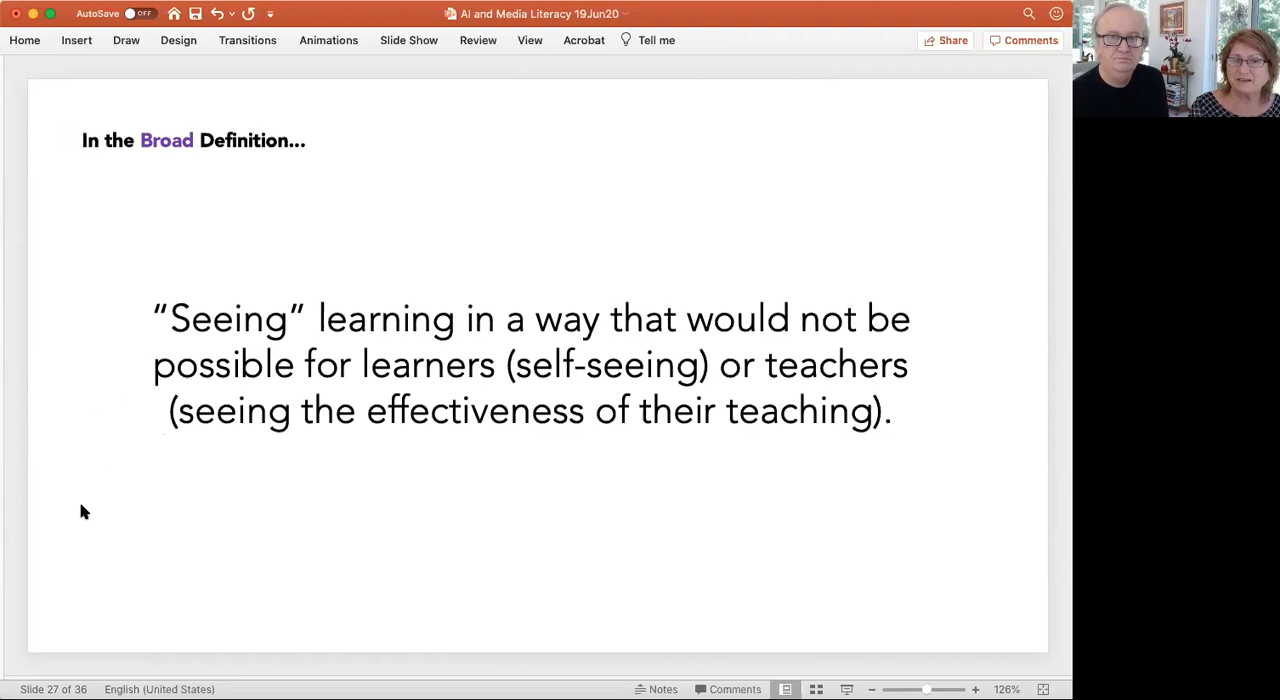 AutoSave OFF
AI and Media Literacy 19Jun20
Home Insert Draw Design Transitions Animations Slide Show Review View Acrobat Tell me Share Comments
In the Broad Definition...
“Seeing” learning in a way that would not be
possible for learners (self-seeing) or teachers
(seeing the effectiveness of their teaching).
Slide 27 of 36 English (United States) Notes Comments 126%